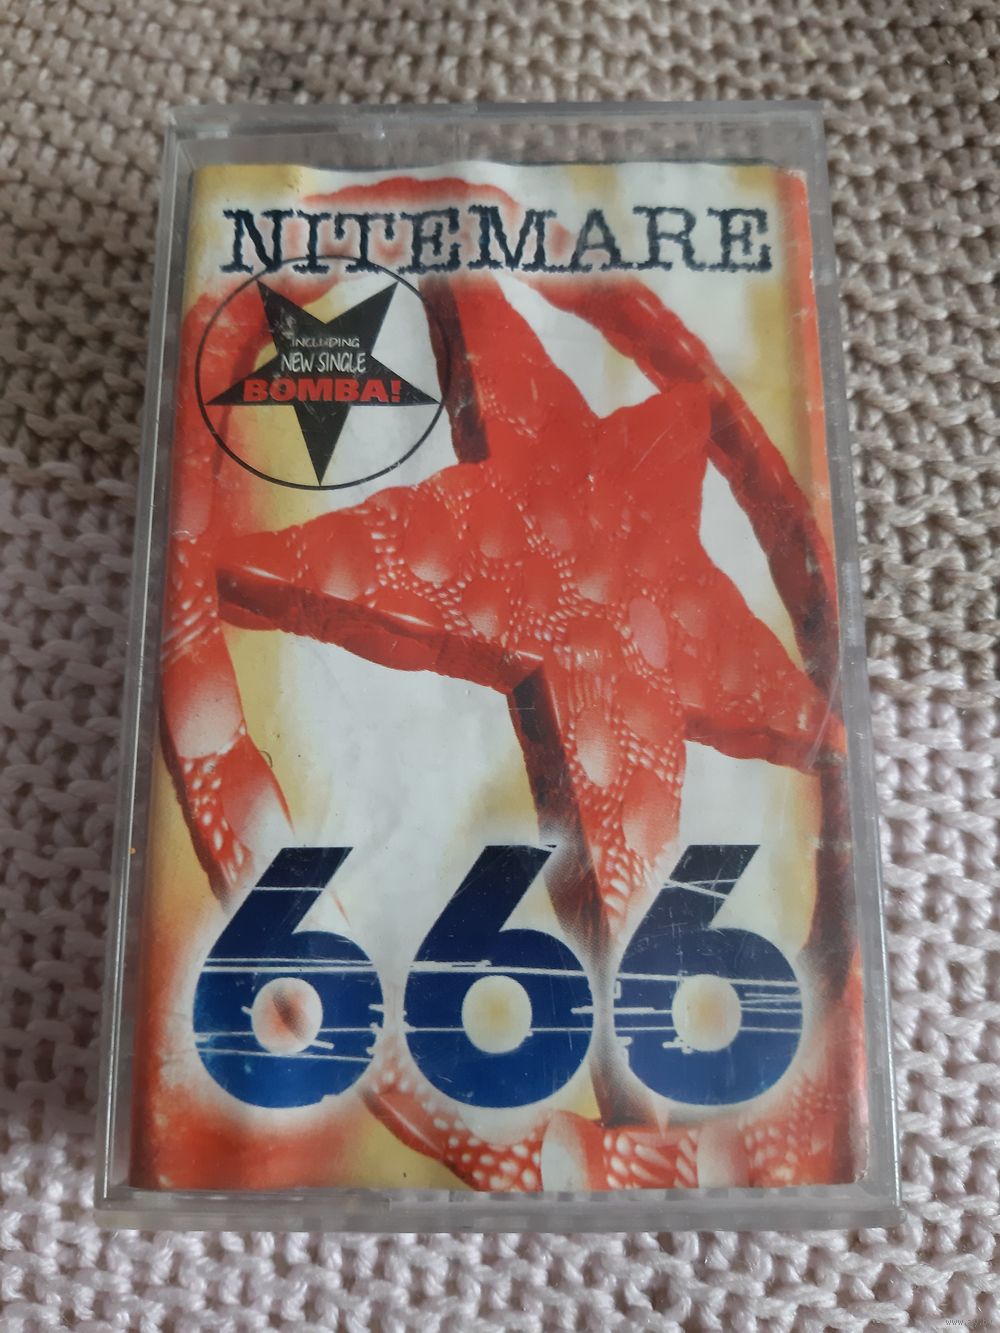 NITEMARE
INCLUDING
NEW SINGLE
BOMBA!
666